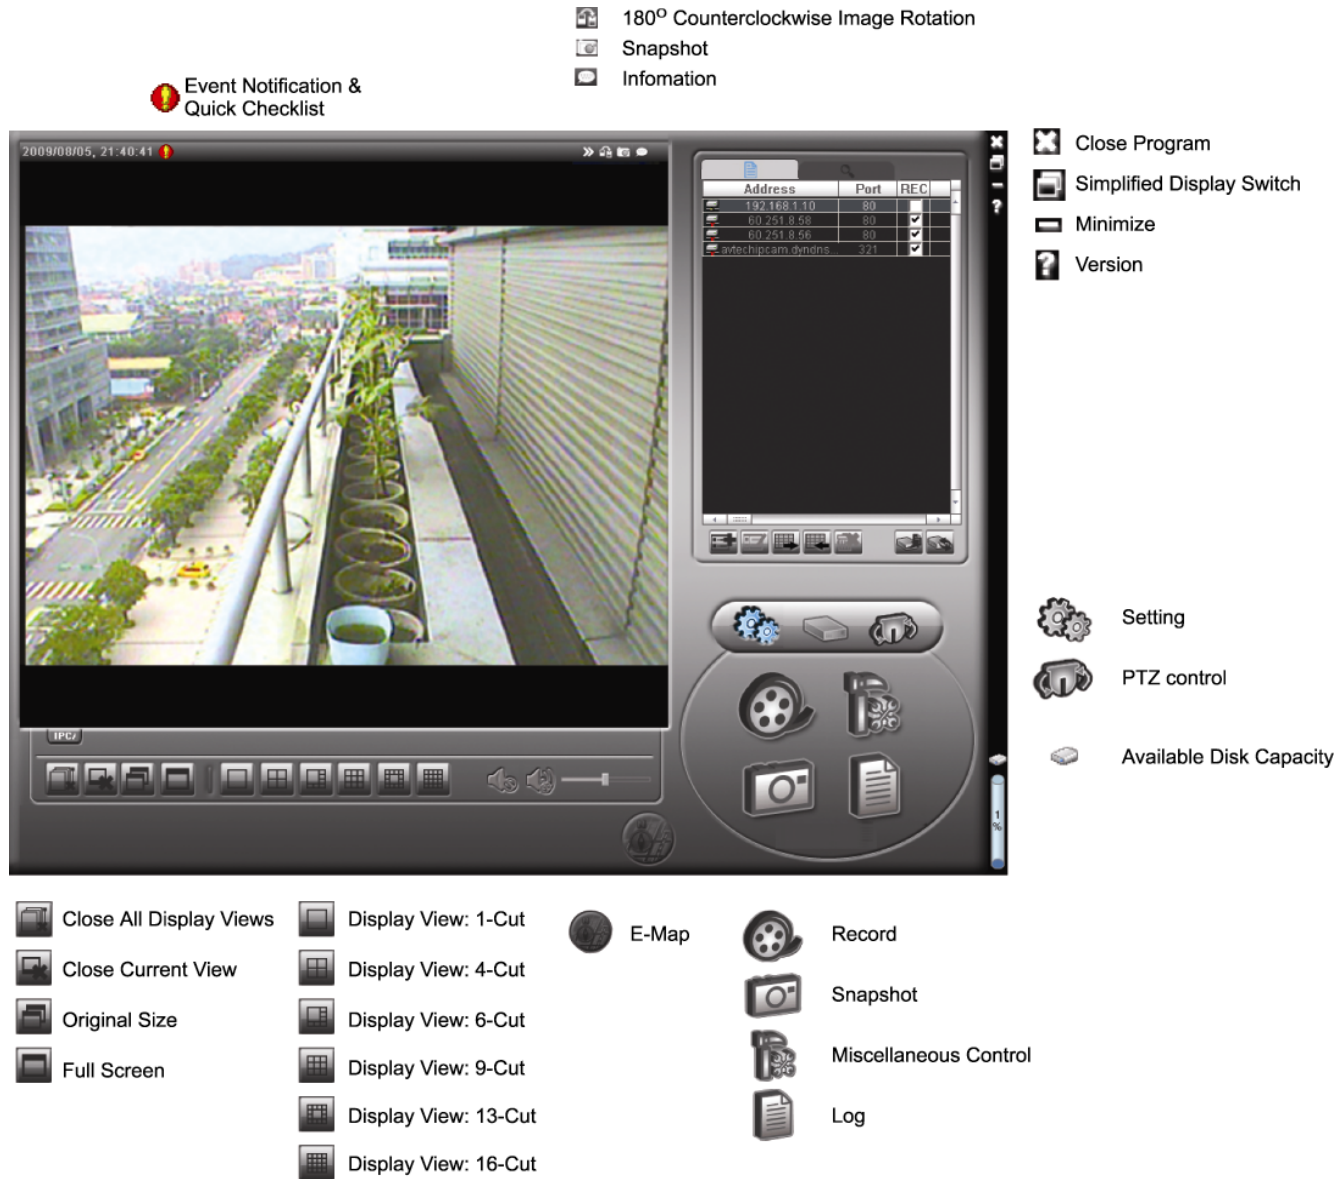 180º Counterclockwise Image Rotation
Snapshot
Infomation
Event Notification &
Quick Checklist
2009/08/05, 21:40:41
Close Program
Simplified Display Switch
Minimize
Version
Address Port REC
192.168.1.10 80
60.251.8.58 80
60.251.8.56 80
avtechipcam.dyndns... 321
Setting
PTZ control
Available Disk Capacity
1
%
Close All Display Views
Close Current View
Original Size
Full Screen
Display View: 1-Cut
Display View: 4-Cut
Display View: 6-Cut
Display View: 9-Cut
Display View: 13-Cut
Display View: 16-Cut
E-Map
Record
Snapshot
Miscellaneous Control
Log